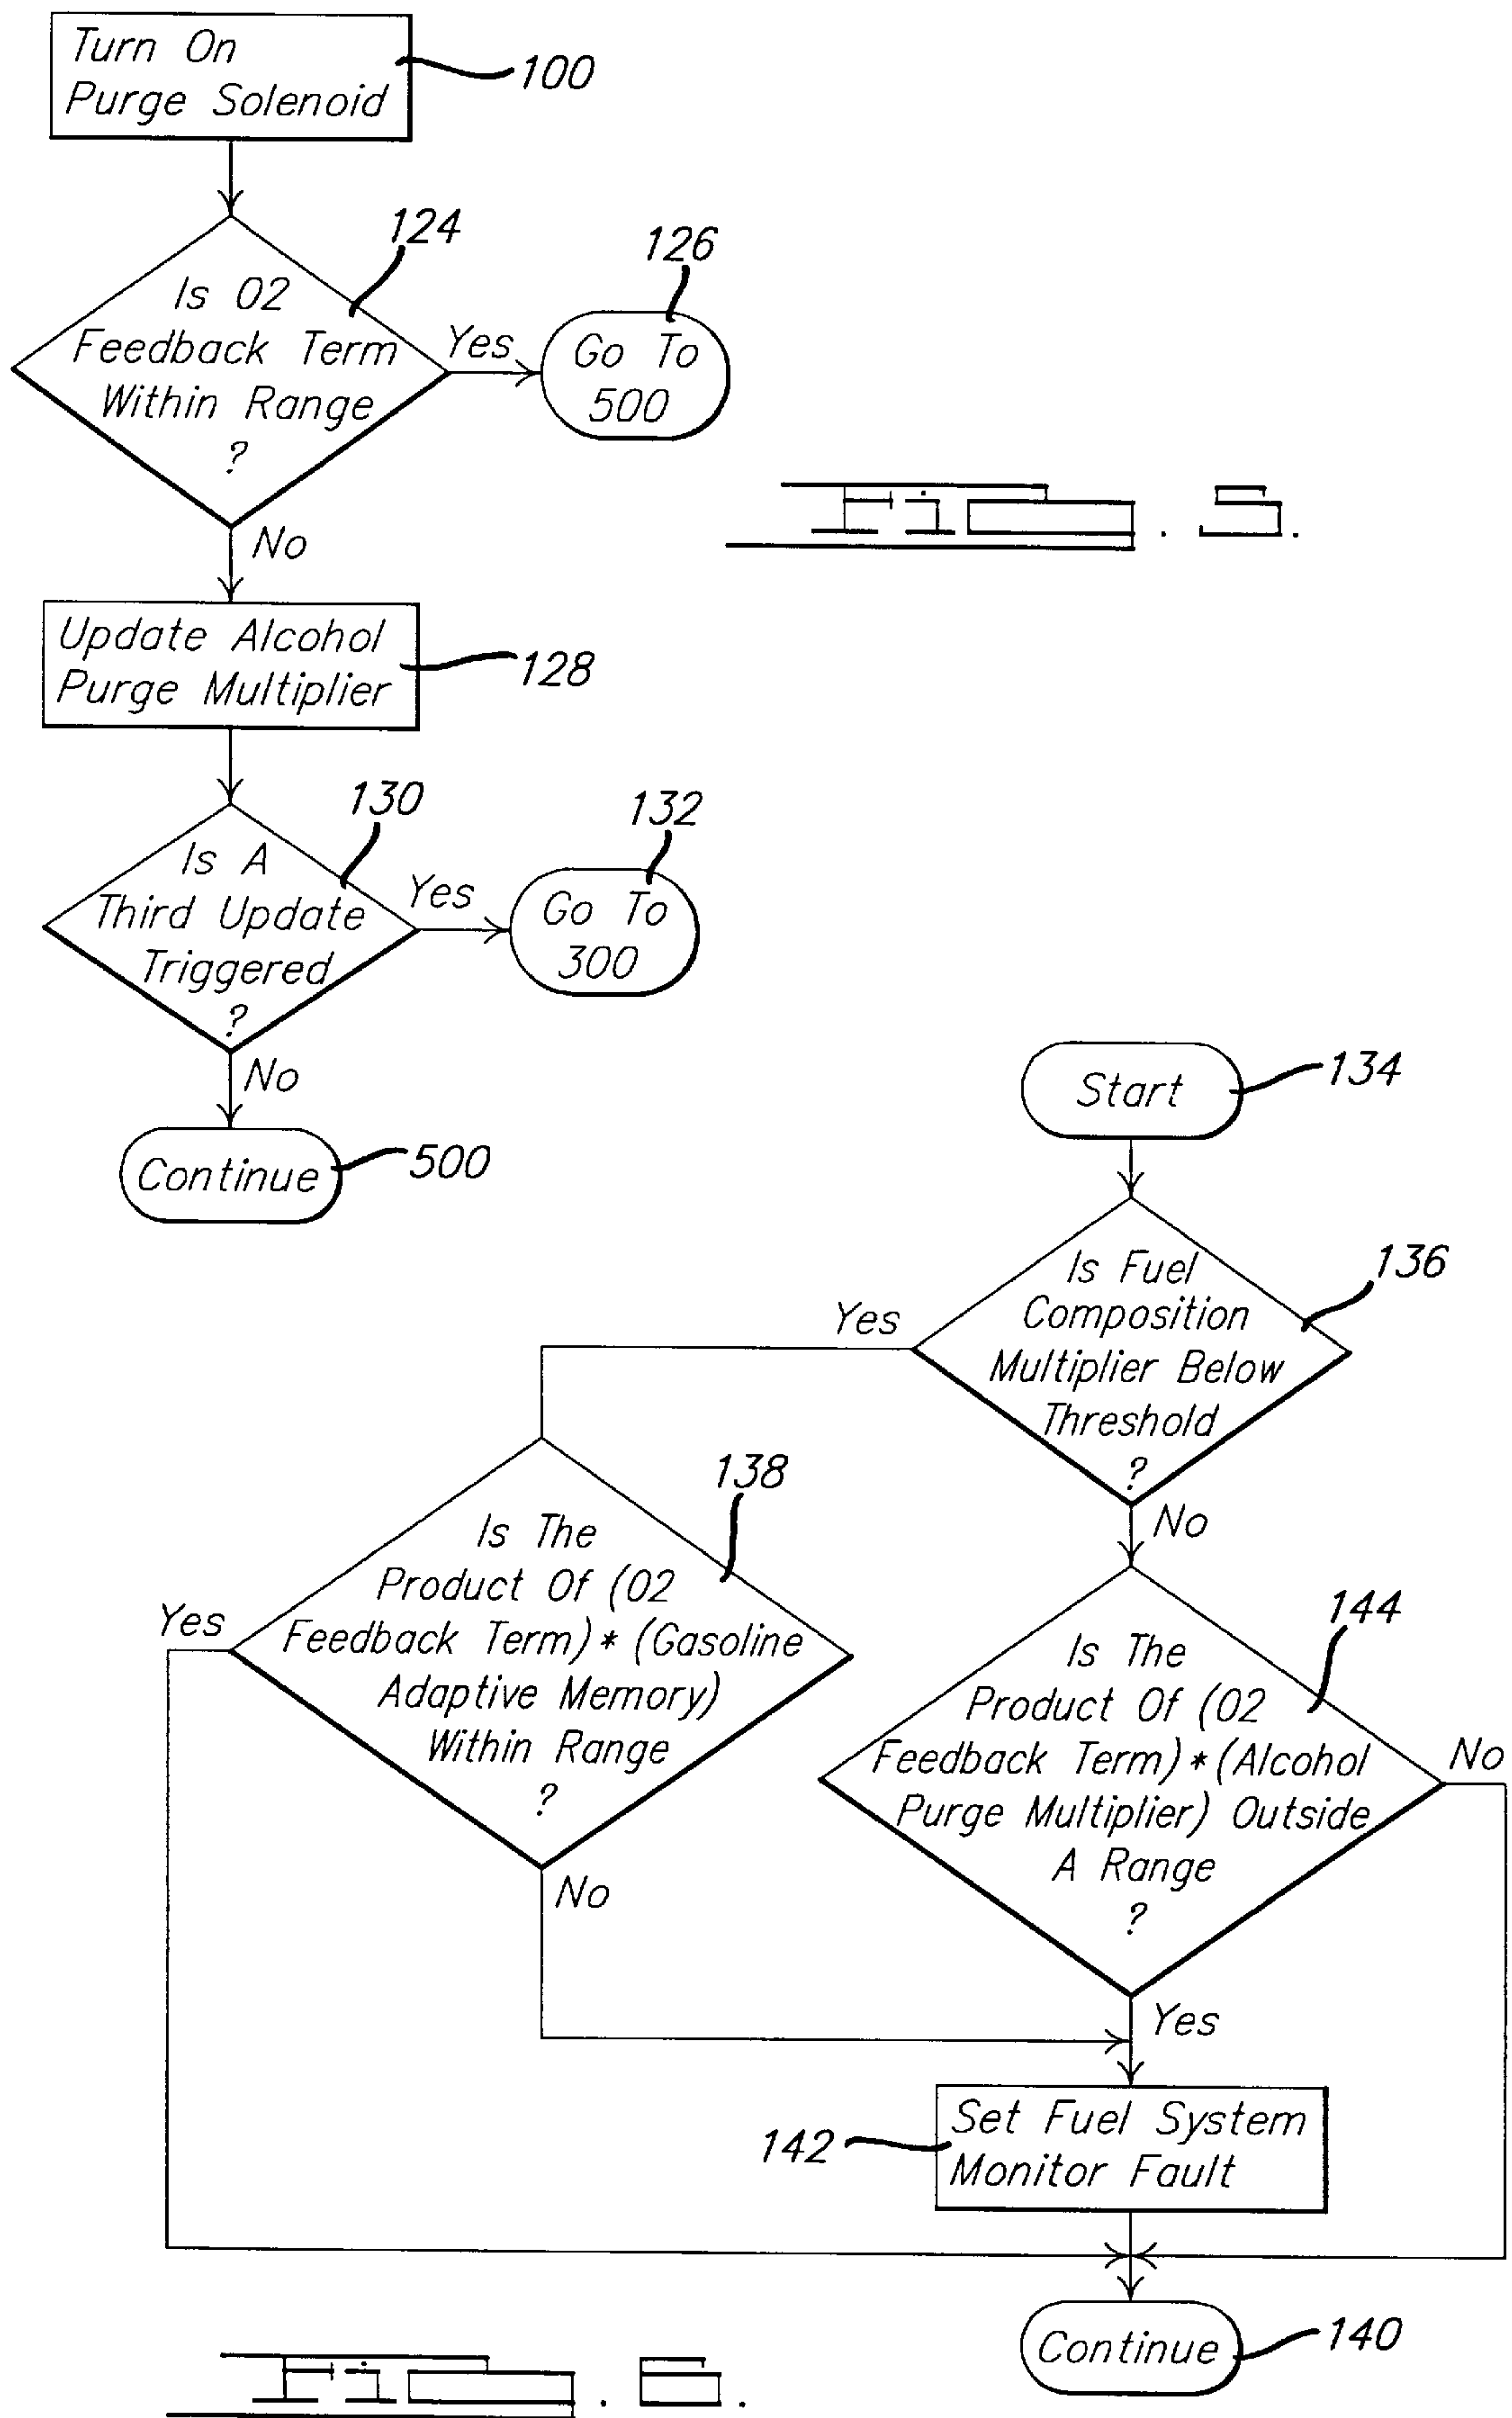 Turn On
Purge Solenoid
100
Is O2
Feedback Term
Within Range
?
124
Yes
Go To
500
126
No
Update Alcohol
Purge Multiplier
128
Is A
Third Update
Triggered
?
130
Yes
Go To
300
132
No
Continue
500
Fig. 5.
Start
134
Is Fuel
Composition
Multiplier Below
Threshold
?
136
Yes
No
Is The
Product Of (O2
Feedback Term) * (Gasoline
Adaptive Memory)
Within Range
?
138
Yes
No
Is The
Product Of (O2
Feedback Term) * (Alcohol
Purge Multiplier) Outside
A Range
?
144
No
Yes
Set Fuel System
Monitor Fault
142
Continue
140
Fig. 6.